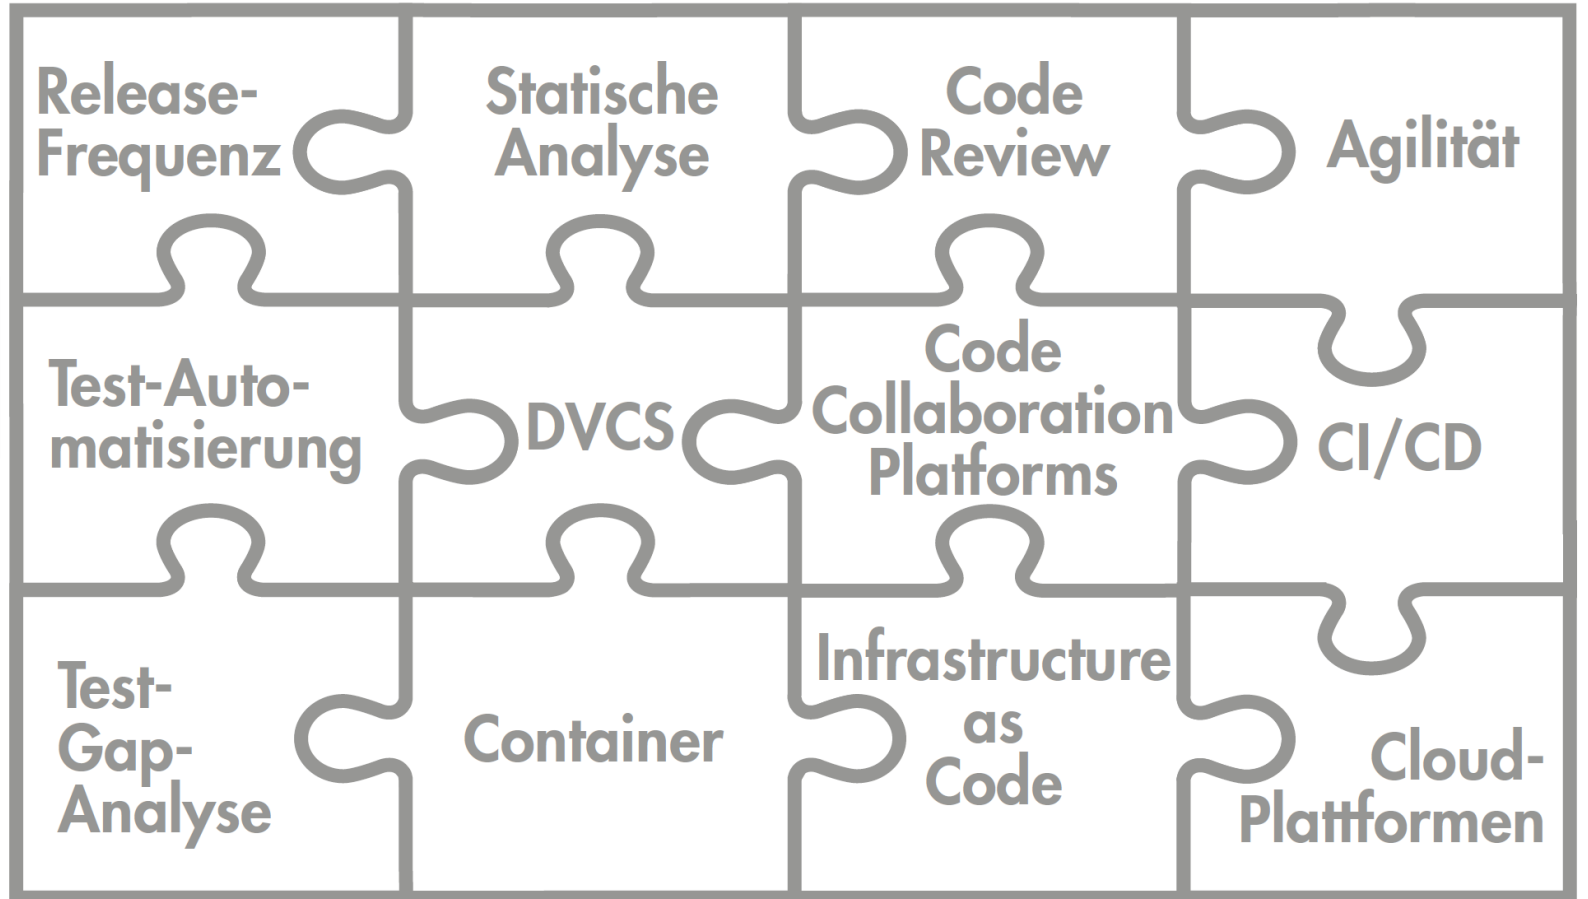 Release-
Frequenz
Statische
Analyse
Code
Review
Agilität
Test-Auto-
matisierung
DVCS
Code
Collaboration
Platforms
CI/CD
Test-
Gap-
Analyse
Container
Infrastructure
as
Code
Cloud-
Plattformen